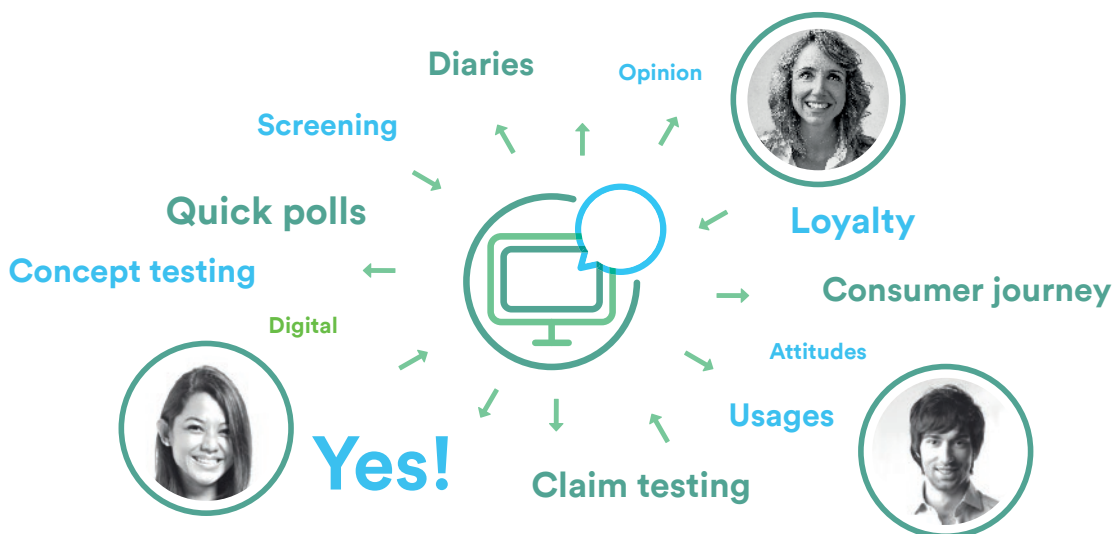 Diaries
Opinion
Screening
Quick polls
Loyalty
Concept testing
Consumer journey
Digital
Attitudes
Usages
Yes!
Claim testing